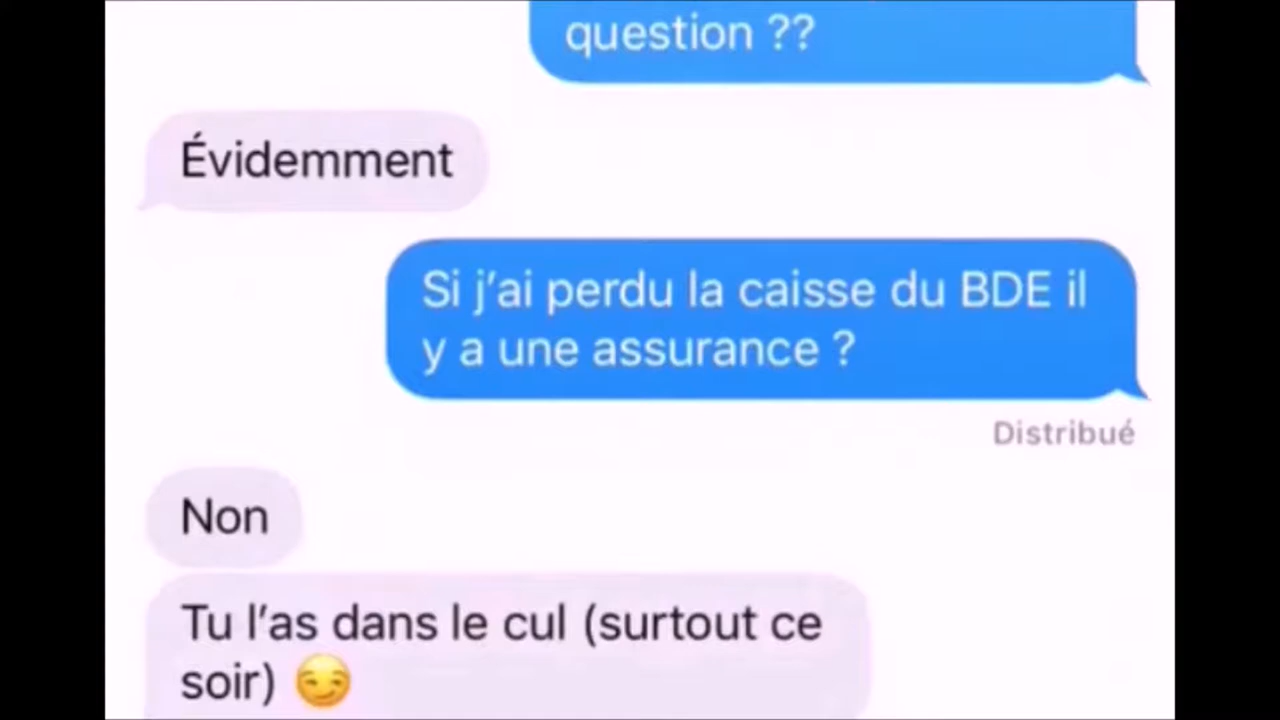 question ??
Évidemment
Si j’ai perdu la caisse du BDE il
y a une assurance ?
Distribué
Non
Tu l’as dans le cul (surtout ce
soir) 😏